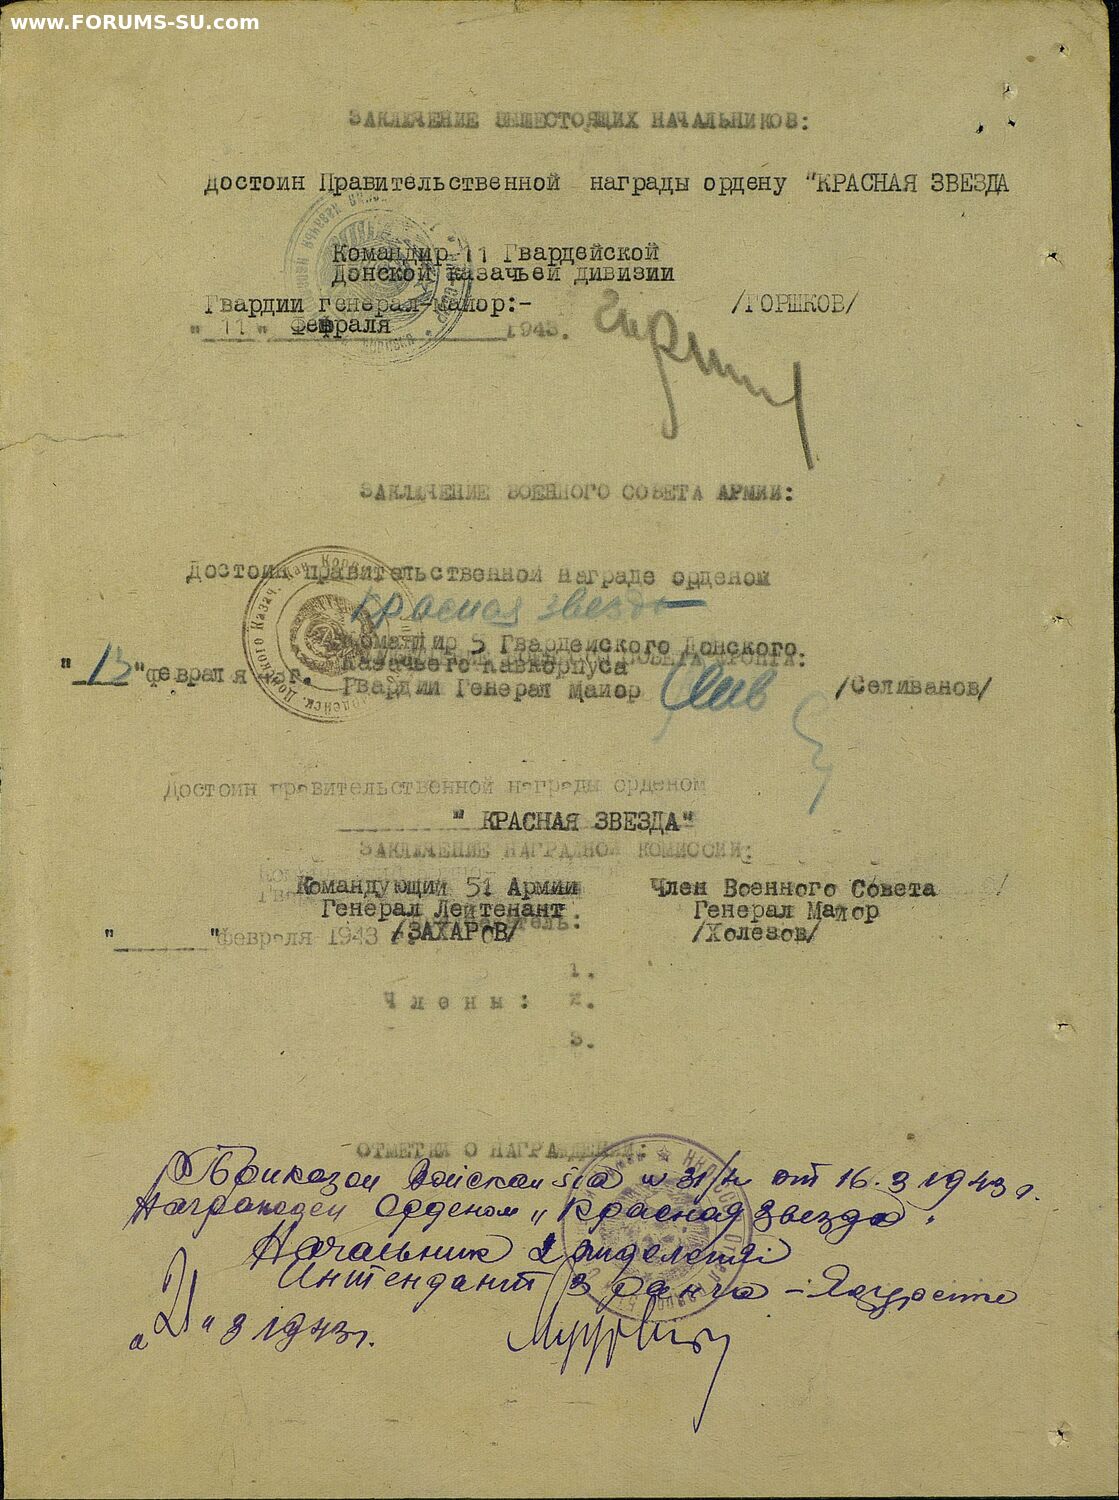 www.FORUMS-SU.com
ЗАКЛЮЧЕНИЕ ВЫШЕСТОЯЩИХ НАЧАЛЬНИКОВ:
Достоин Правительственной награды ордену "КРАСНАЯ ЗВЕЗДА
Командир 11 Гвардейской
Донской казачьей дивизии
Гвардии генерал-майор:- /ГОРШКОВ/
"11" Февраля 1943.
ЗАКЛЮЧЕНИЕ ВОЕННОГО СОВЕТА АРМИИ:
Достоин правительственной награде орденом
Красная звезда
Командир 5 Гвардейского Донского
СОВЕТА ФРОНТА:
Казачьего Кавкорпуса
"13" февраля г. Гвардии Генерал Майор /Селиванов/
Достоин правительственной награды орденом
"КРАСНАЯ ЗВЕЗДА"
ЗАКЛЮЧЕНИЕ НАГРАДНОЙ КОМИССИИ:
Командующий 51 Армии Член Военного Совета
Генерал Лейтенант Генерал Майор
"    " Февраля 1943 г. /ЗАХАРОВ/ /Холезов/
1.
Члены: 2.
3.
ОТМЕТКА О НАГРАЖДЕНИИ:
Приказом Войскам 51А N 31/н от 16.3 1943 г.
Награжден Орденом "Красная Звезда".
Начальник 2 отделения
Интендант 3 ранга -
"21" 3 1943 г.